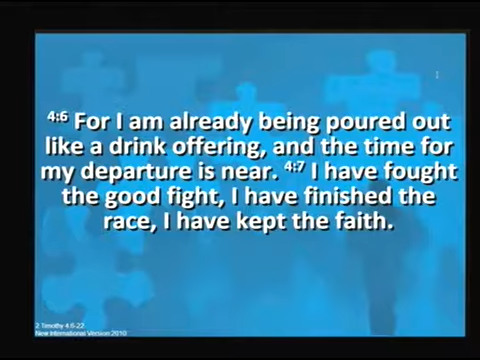 4:6 For I am already being poured out
like a drink offering, and the time for
my departure is near. 4:7 I have fought
the good fight, I have finished the
race, I have kept the faith.
2 Timothy 4:6-22
New International Version 2010